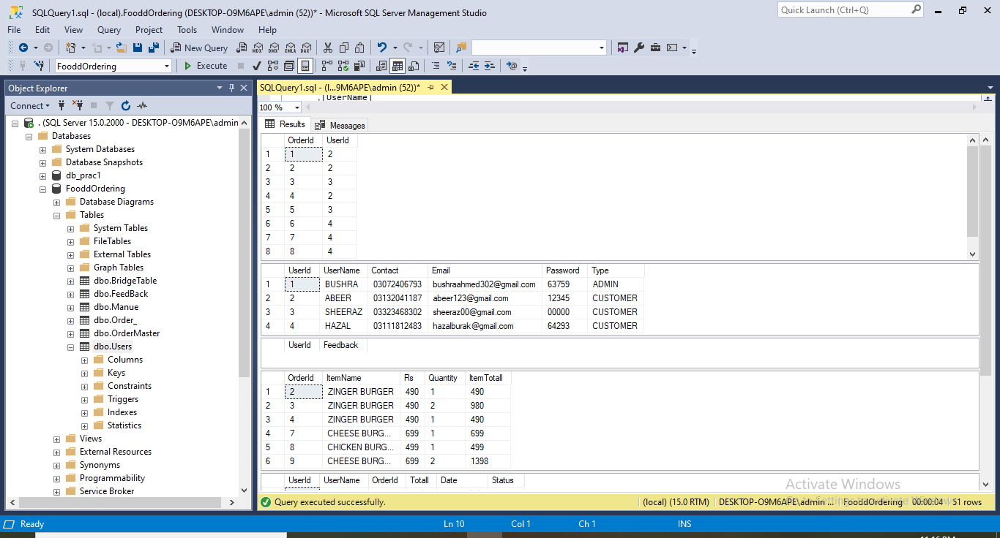 SQLQuery1.sql - (local).FooddOrdering (DESKTOP-O9M6APE\admin (52))* - Microsoft SQL Server Management Studio
Quick Launch (Ctrl+Q)
File Edit View Query Project Tools Window Help
New Query MDX DMX XMLA DAX
FooddOrdering Execute
Object Explorer
Connect
. (SQL Server 15.0.2000 - DESKTOP-O9M6APE\admin
Databases
System Databases
Database Snapshots
db_prac1
FooddOrdering
Database Diagrams
Tables
System Tables
FileTables
External Tables
Graph Tables
dbo.BridgeTable
dbo.FeedBack
dbo.Manue
dbo.Order_
dbo.OrderMaster
dbo.Users
Columns
Keys
Constraints
Triggers
Indexes
Statistics
Views
External Resources
Synonyms
Programmability
Service Broker
SQLQuery1.sql - (l...9M6APE\admin (52))*
,[UserName]
100 %
Results Messages
OrderId UserId
1 1 2
2 2 2
3 3 3
4 4 2
5 5 3
6 6 4
7 7 4
8 8 4
UserId UserName Contact Email Password Type
1 1 BUSHRA 03072406793 bushraahmed302@gmail.com 63759 ADMIN
2 2 ABEER 03132041187 abeer123@gmail.com 12345 CUSTOMER
3 3 SHEERAZ 03323468302 sheeraz00@gmail.com 00000 CUSTOMER
4 4 HAZAL 03111812483 hazalburak@gmail.com 64293 CUSTOMER
UserId Feedback
OrderId ItemName Rs Quantity ItemTotall
1 2 ZINGER BURGER 490 1 490
2 3 ZINGER BURGER 490 2 980
3 4 ZINGER BURGER 490 1 490
4 7 CHEESE BURG... 699 1 699
5 8 CHICKEN BURG... 499 1 499
6 9 CHEESE BURG... 699 2 1398
UserId UserName OrderId Totall Date Status
Activate Windows
Go to Settings to activate Windows.
Query executed successfully. (local) (15.0 RTM) DESKTOP-O9M6APE\admin ... FooddOrdering 00:00:04 51 rows
Ready Ln 10 Col 1 Ch 1 INS